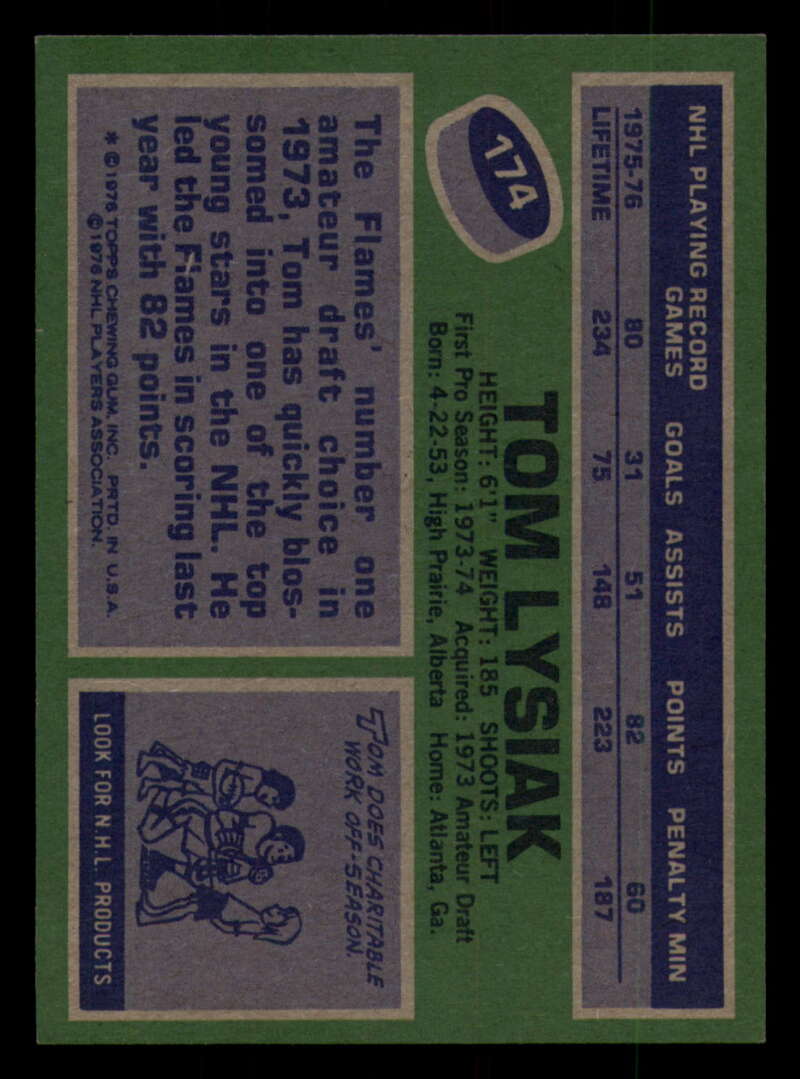 NHL PLAYING RECORD
GAMES GOALS ASSISTS POINTS PENALTY MIN
1975-76 80 31 51 82 60
LIFETIME 234 75 148 223 187
174
TOM LYSIAK
HEIGHT: 6'1" WEIGHT: 185 SHOOTS: LEFT
First Pro Season: 1973-74 Acquired: 1973 Amateur Draft
Born: 4-22-53, High Prairie, Alberta Home: Atlanta, Ga.
The Flames' number one
amateur draft choice in
1973, Tom has quickly blos-
somed into one of the top
young stars in the NHL. He
led the Flames in scoring last
year with 82 points.
* © 1976 TOPPS CHEWING GUM, INC. PRTD. IN U.S.A.
© 1976 NHL PLAYERS ASSOCIATION.
TOM DOES CHARITABLE
WORK OFF-SEASON.
LOOK FOR N.H.L. PRODUCTS